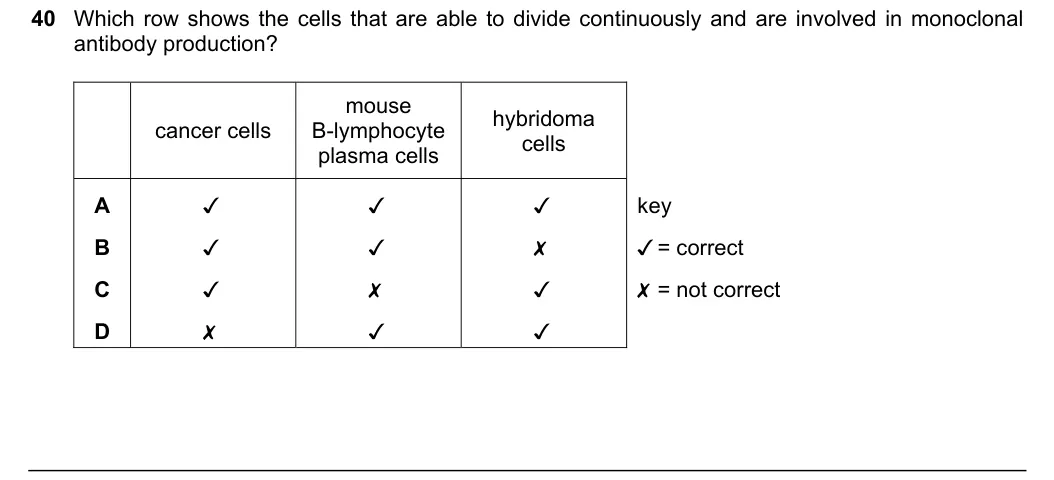 40 Which row shows the cells that are able to divide continuously and are involved in monoclonal
antibody production?
cancer cells
mouse
B-lymphocyte
plasma cells
hybridoma
cells
A ✓ ✓ ✓ key
B ✓ ✓ ✗ ✓ = correct
C ✓ ✗ ✓ ✗ = not correct
D ✗ ✓ ✓